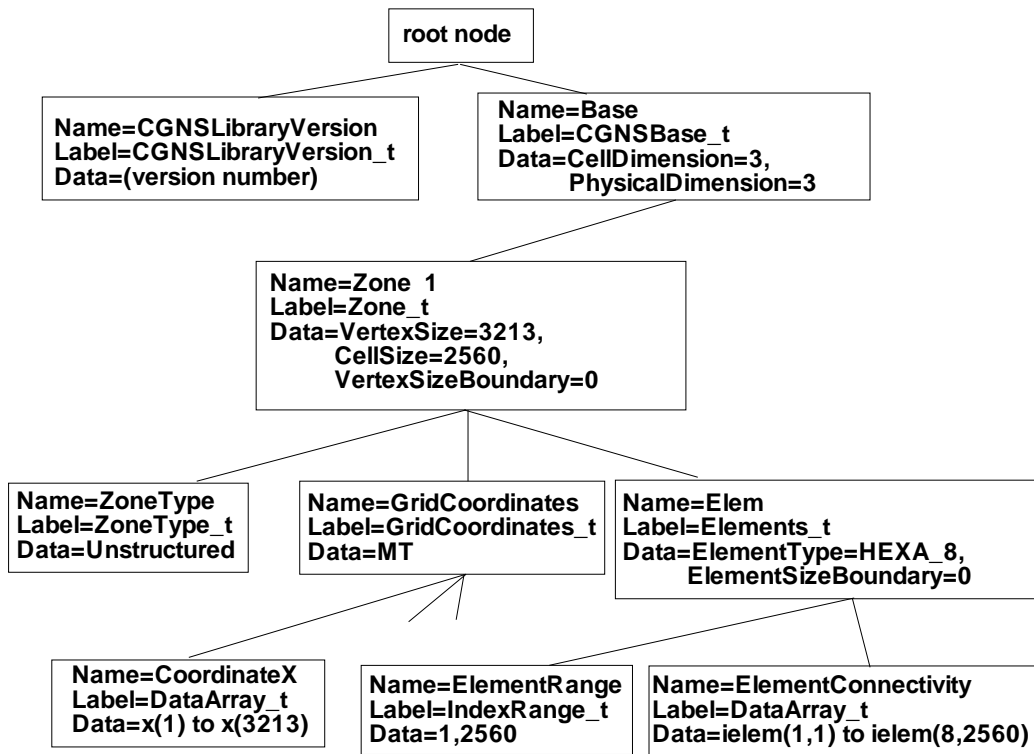 root node
Name=CGNSLibraryVersion
Label=CGNSLibraryVersion_t
Data=(version number)
Name=Base
Label=CGNSBase_t
Data=CellDimension=3,
PhysicalDimension=3
Name=Zone 1
Label=Zone_t
Data=VertexSize=3213,
CellSize=2560,
VertexSizeBoundary=0
Name=ZoneType
Label=ZoneType_t
Data=Unstructured
Name=GridCoordinates
Label=GridCoordinates_t
Data=MT
Name=Elem
Label=Elements_t
Data=ElementType=HEXA_8,
ElementSizeBoundary=0
Name=CoordinateX
Label=DataArray_t
Data=x(1) to x(3213)
Name=ElementRange
Label=IndexRange_t
Data=1,2560
Name=ElementConnectivity
Label=DataArray_t
Data=ielem(1,1) to ielem(8,2560)